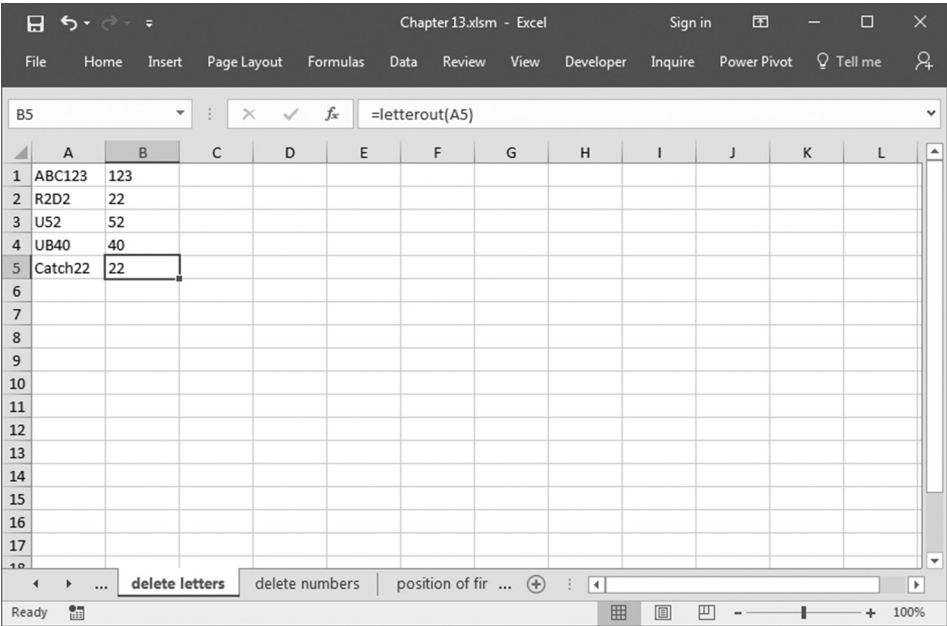 Chapter 13.xlsm - Excel
Sign in
File Home Insert Page Layout Formulas Data Review View Developer Inquire Power Pivot Tell me
B5 fx =letterout(A5)
A B C D E F G H I J K L
1 ABC123 123
2 R2D2 22
3 U52 52
4 UB40 40
5 Catch22 22
6
7
8
9
10
11
12
13
14
15
16
17
18
... delete letters delete numbers position of fir ...
Ready 100%